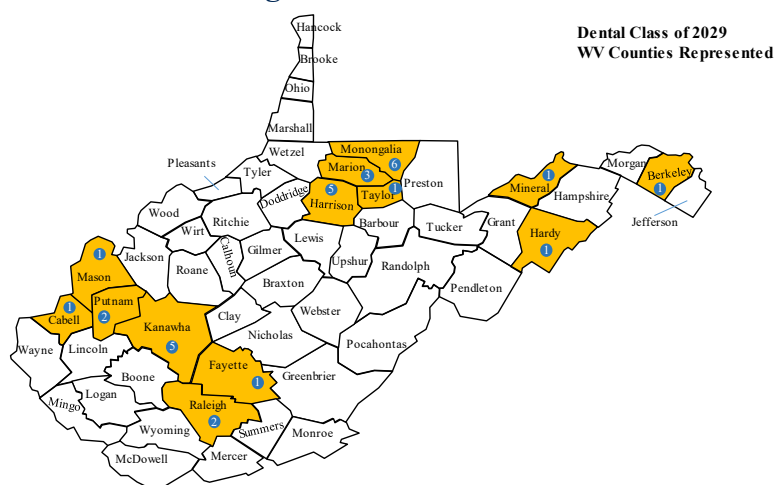 Dental Class of 2029
WV Counties Represented
Hancock
Brooke
Ohio
Marshall
Wetzel
Monongalia
6
Marion
3
Pleasants
Tyler
Doddridge
5
Harrison
Taylor
1
Preston
1
Mineral
Morgan
Berkeley
1
Hampshire
Jefferson
Wood
Ritchie
Wirt
Calhoun
Gilmer
Lewis
Barbour
Tucker
Grant
Hardy
1
1
Mason
Jackson
Roane
Upshur
Randolph
Pendleton
Braxton
1
Cabell
Putnam
2
Kanawha
5
Clay
Webster
Nicholas
Pocahontas
Wayne
Lincoln
Boone
Fayette
1
Greenbrier
Mingo
Logan
Raleigh
2
Wyoming
Summers
Monroe
McDowell
Mercer